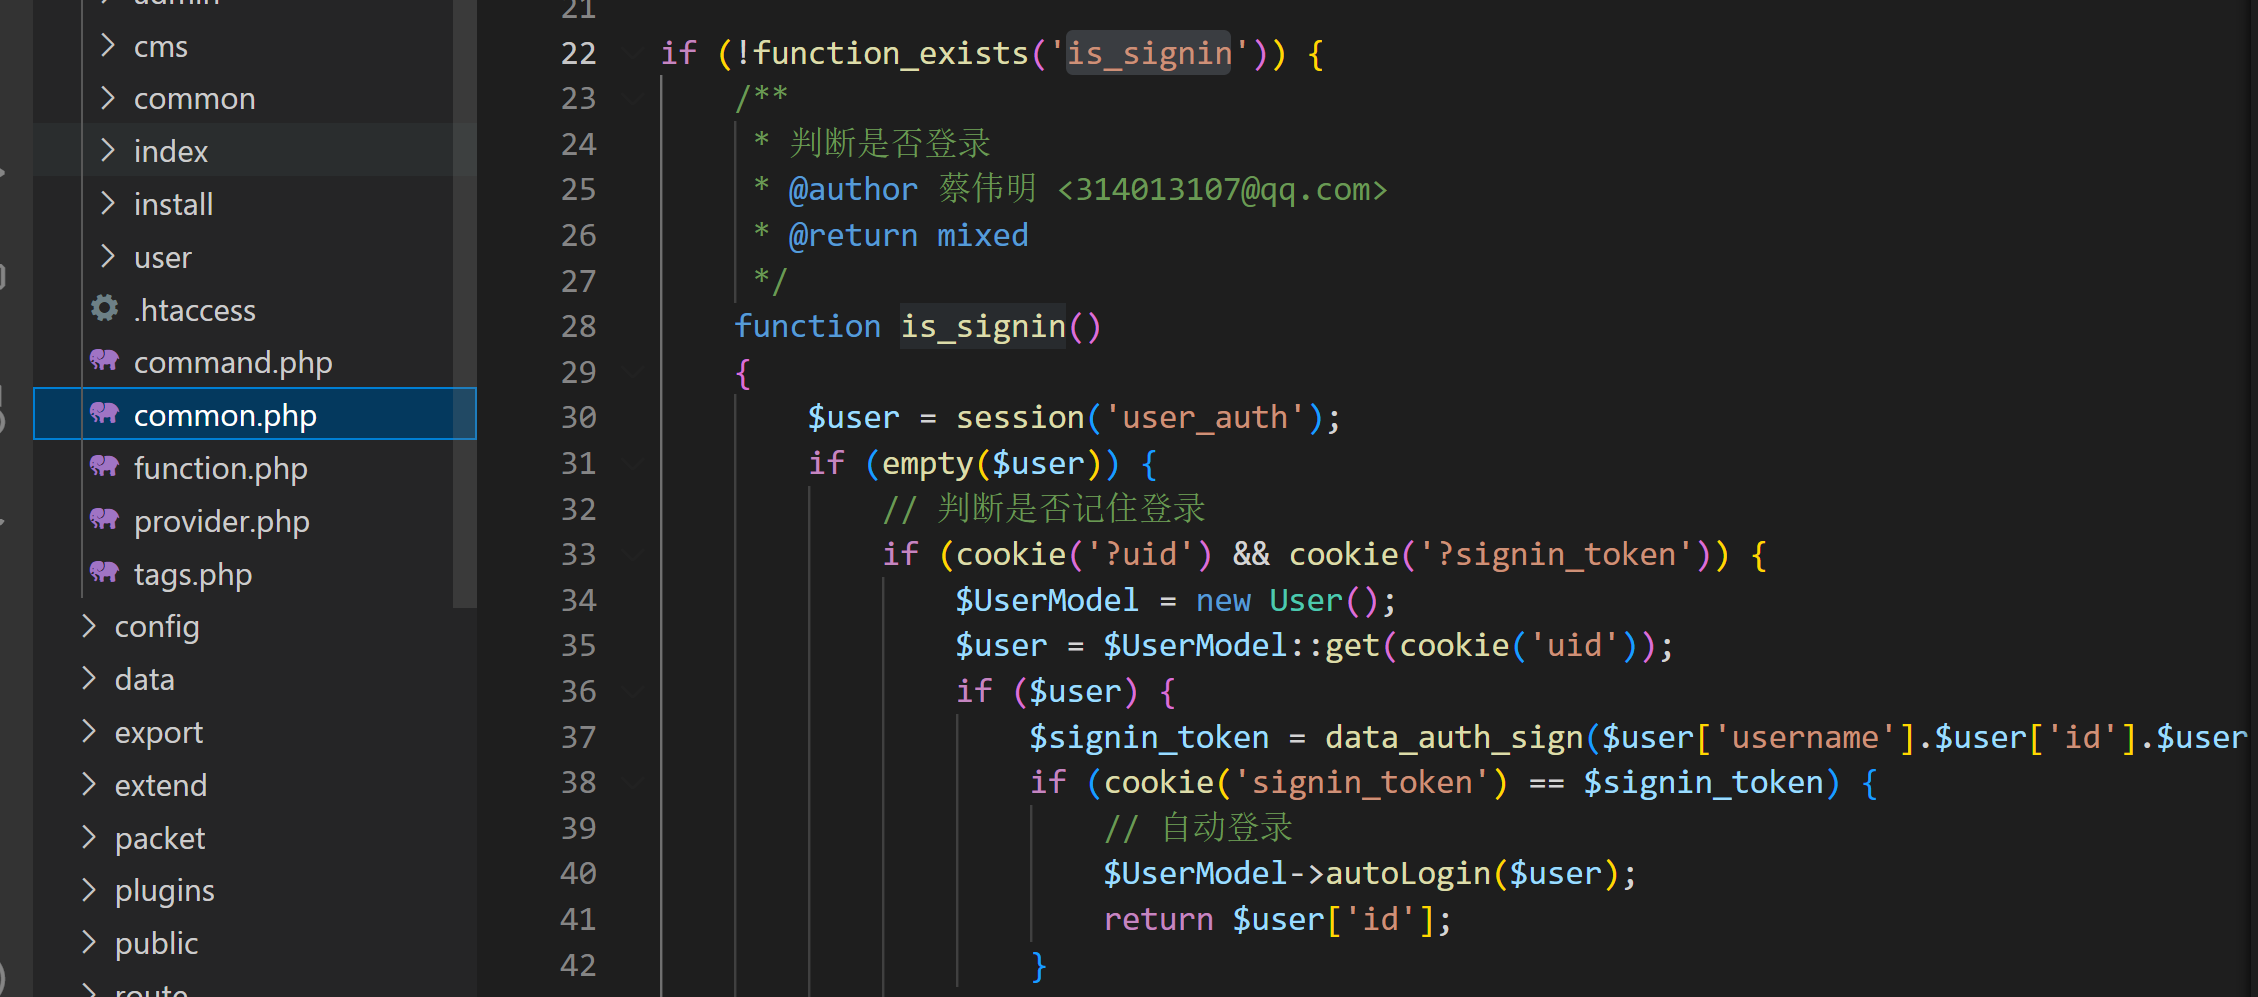 admin
cms
common
index
install
user
.htaccess
command.php
common.php
function.php
provider.php
tags.php
config
data
export
extend
packet
plugins
public
route
21
22 if (!function_exists('is_signin')) {
23 /**
24 * 判断是否登录
25 * @author 蔡伟明 <314013107@qq.com>
26 * @return mixed
27 */
28 function is_signin()
29 {
30 $user = session('user_auth');
31 if (empty($user)) {
32 // 判断是否记住登录
33 if (cookie('?uid') && cookie('?signin_token')) {
34 $UserModel = new User();
35 $user = $UserModel::get(cookie('uid'));
36 if ($user) {
37 $signin_token = data_auth_sign($user['username'].$user['id'].$user
38 if (cookie('signin_token') == $signin_token) {
39 // 自动登录
40 $UserModel->autoLogin($user);
41 return $user['id'];
42 }